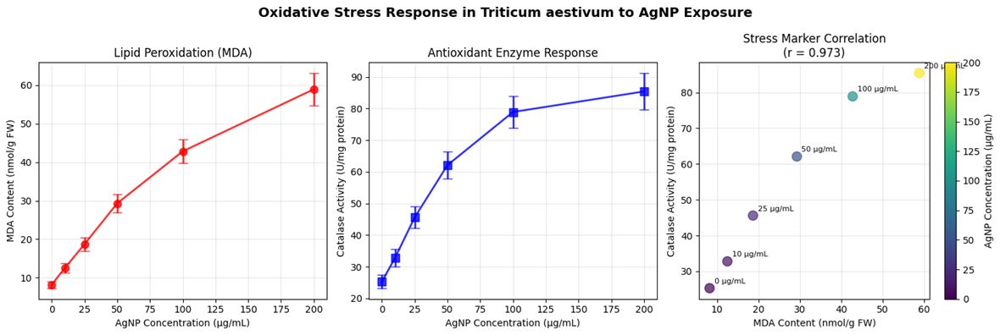 Oxidative Stress Response in Triticum aestivum to AgNP Exposure
Lipid Peroxidation (MDA)
MDA Content (nmol/g FW)
60
50
40
30
20
10
0 25 50 75 100 125 150 175 200
AgNP Concentration (µg/mL)
Antioxidant Enzyme Response
Catalase Activity (U/mg protein)
90
80
70
60
50
40
30
20
0 25 50 75 100 125 150 175 200
AgNP Concentration (µg/mL)
Stress Marker Correlation
(r = 0.973)
Catalase Activity (U/mg protein)
80
70
60
50
40
30
200 µg/mL
100 µg/mL
50 µg/mL
25 µg/mL
10 µg/mL
0 µg/mL
10 20 30 40 50 60
MDA Content (nmol/g FW)
200
175
150
125
100
75
50
25
0
AgNP Concentration (µg/mL)